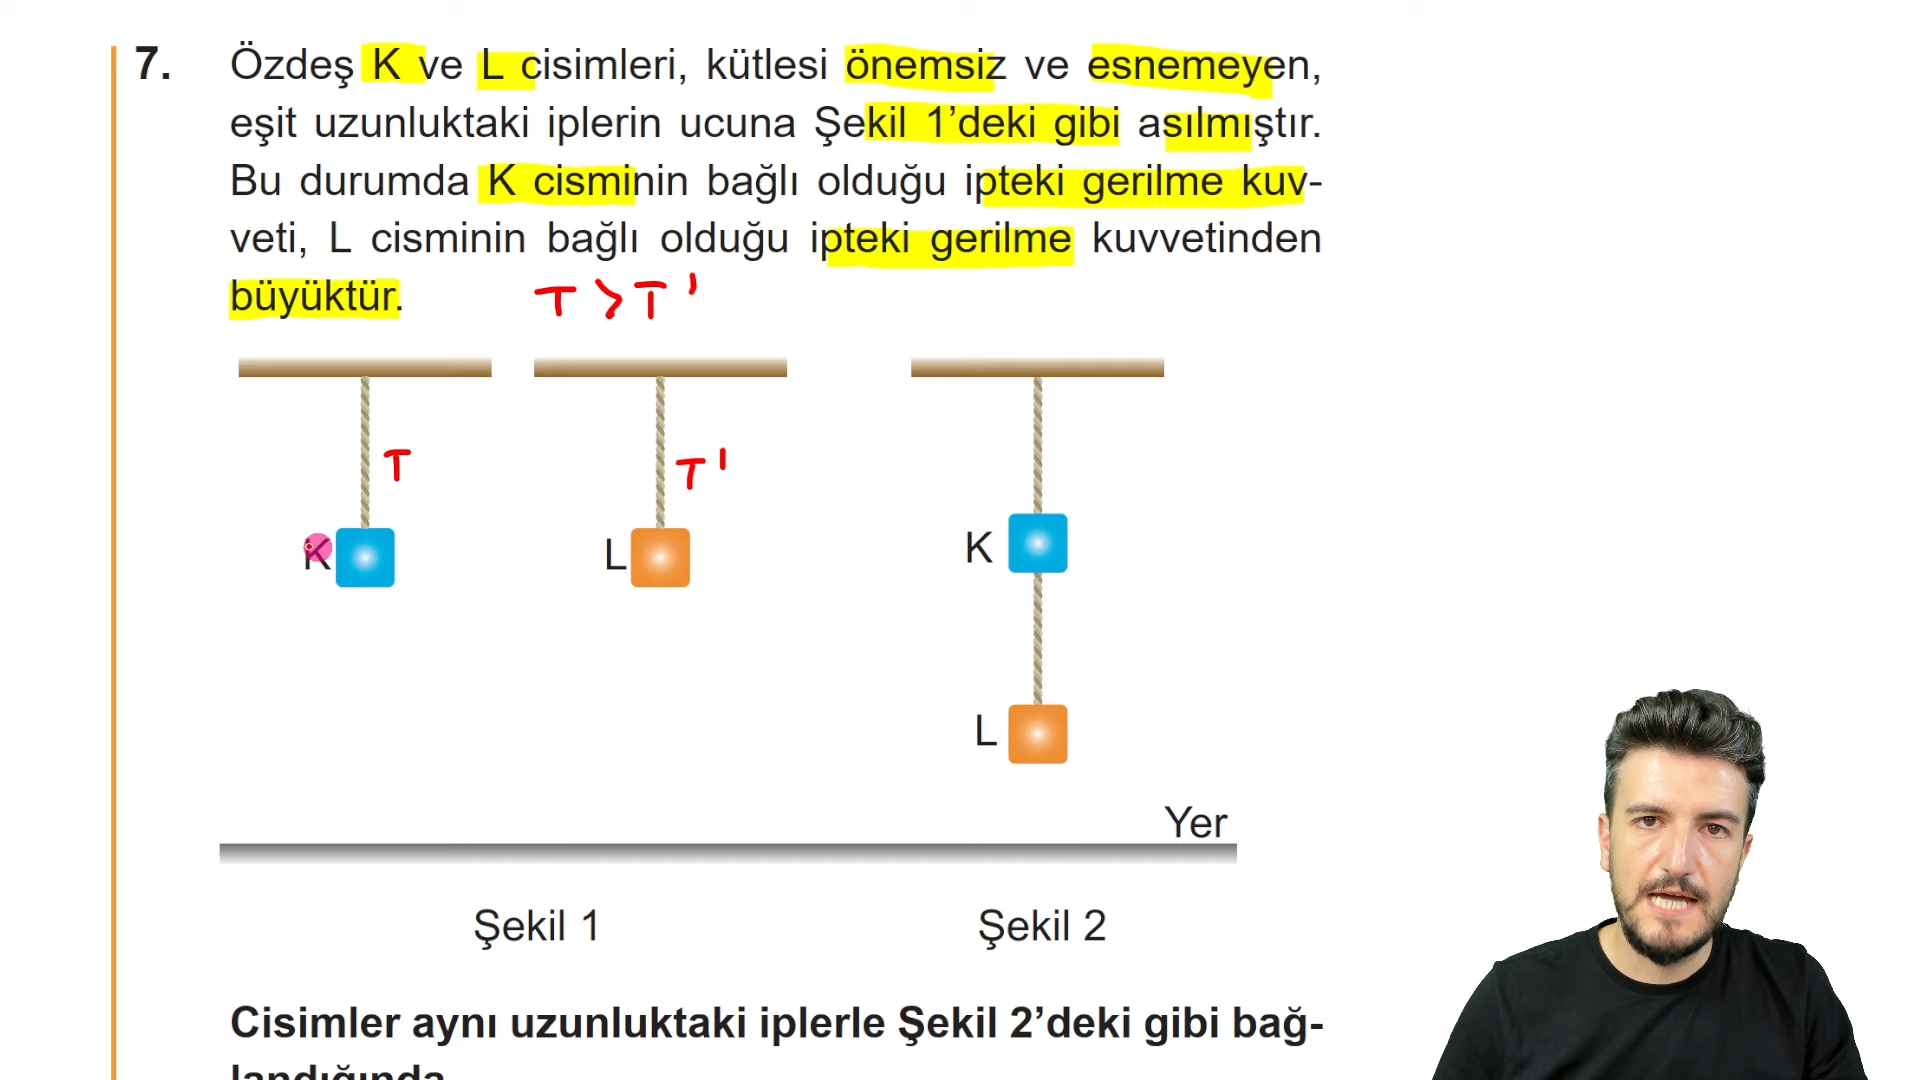 7. Özdeş K ve L cisimleri, kütlesi önemsiz ve esnemeyen,
eşit uzunluktaki iplerin ucuna Şekil 1’deki gibi asılmıştır.
Bu durumda K cisminin bağlı olduğu ipteki gerilme kuv-
veti, L cisminin bağlı olduğu ipteki gerilme kuvvetinden
büyüktür. T > T'
T T'
K L K
L
Yer
Şekil 1 Şekil 2
Cisimler aynı uzunluktaki iplerle Şekil 2’deki gibi bağ-
landığında